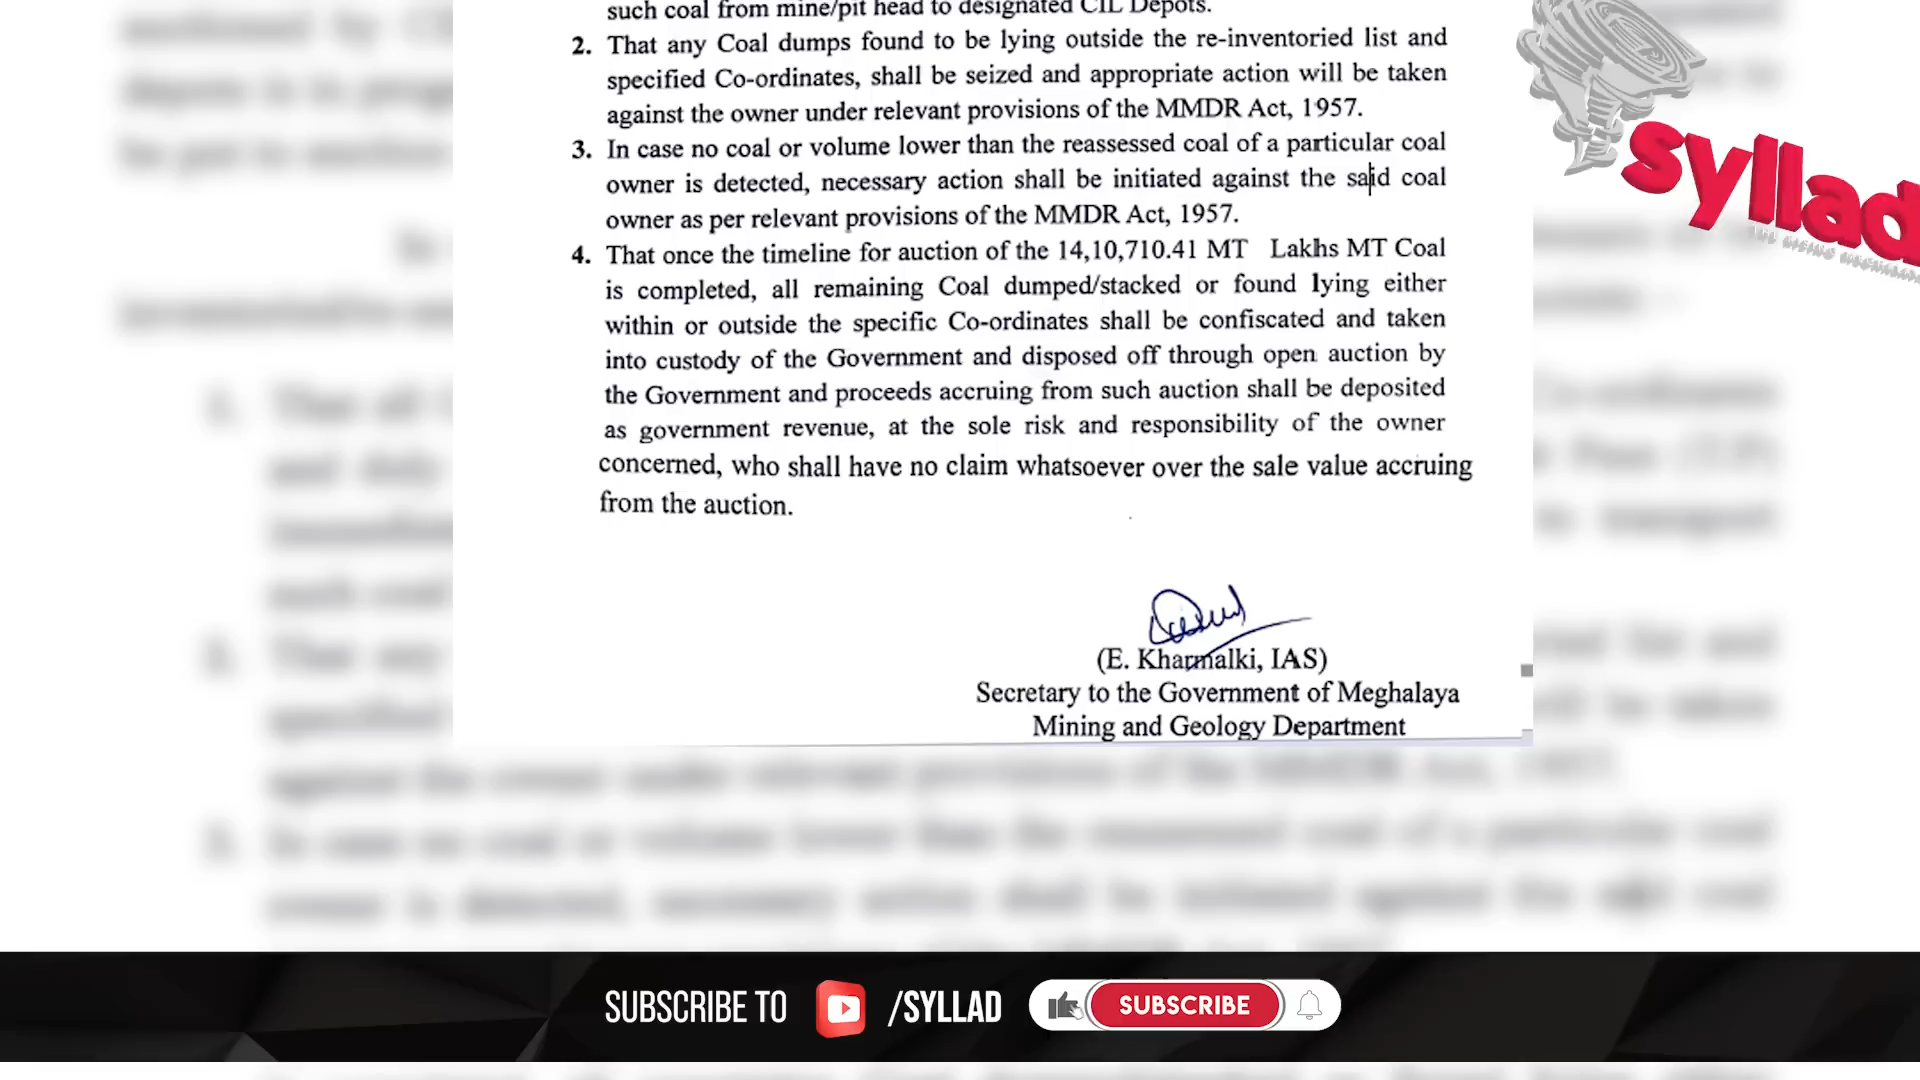 such coal from mine/pit head to designated CIL Depots.
2. That any Coal dumps found to be lying outside the re-inventoried list and
specified Co-ordinates, shall be seized and appropriate action will be taken
against the owner under relevant provisions of the MMDR Act, 1957.
3. In case no coal or volume lower than the reassessed coal of a particular coal
owner is detected, necessary action shall be initiated against the said coal
owner as per relevant provisions of the MMDR Act, 1957.
4. That once the timeline for auction of the 14,10,710.41 MT Lakhs MT Coal
is completed, all remaining Coal dumped/stacked or found lying either
within or outside the specific Co-ordinates shall be confiscated and taken
into custody of the Government and disposed off through open auction by
the Government and proceeds accruing from such auction shall be deposited
as government revenue, at the sole risk and responsibility of the owner
concerned, who shall have no claim whatsoever over the sale value accruing
from the auction.
(E. Kharmalki, IAS)
Secretary to the Government of Meghalaya
Mining and Geology Department
syllad
SUBSCRIBE TO /SYLLAD SUBSCRIBE